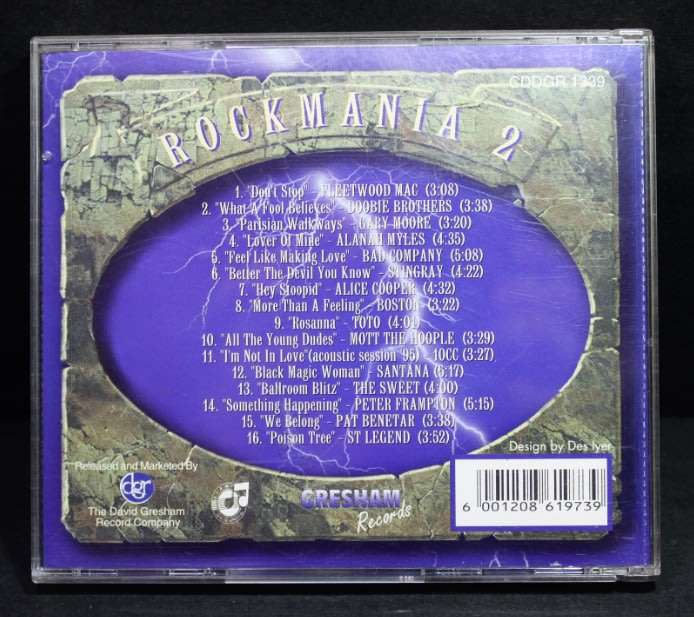 CDDGR 1339
ROCKMANIA 2
1. "Don't Stop" - FLEETWOOD MAC (3:08)
2. "What A Fool Believes" - DOOBIE BROTHERS (3:38)
3. "Parisian Walkways" - GARY MOORE (3:20)
4. "Lover Of Mine" - ALANAH MYLES (4:35)
5. "Feel Like Making Love" - BAD COMPANY (5:08)
6. "Better The Devil You Know" - STINGRAY (4:22)
7. "Hey Stoopid" - ALICE COOPER (4:32)
8. "More Than A Feeling" - BOSTON (3:22)
9. "Rosanna" - TOTO (4:01)
10. "All The Young Dudes" - MOTT THE HOOPLE (3:29)
11. "I'm Not In Love"(acoustic session '95) - 10CC (3:27)
12. "Black Magic Woman" - SANTANA (5:17)
13. "Ballroom Blitz" - THE SWEET (4:00)
14. "Something Happening" - PETER FRAMPTON (5:15)
15. "We Belong" - PAT BENETAR (3:38)
16. "Poison Tree" - ST LEGEND (3:52)
Design by Des Iyer
Released and Marketed By
dgr
The David Gresham
Record Company
GRESHAM
Records
6 001208 619739